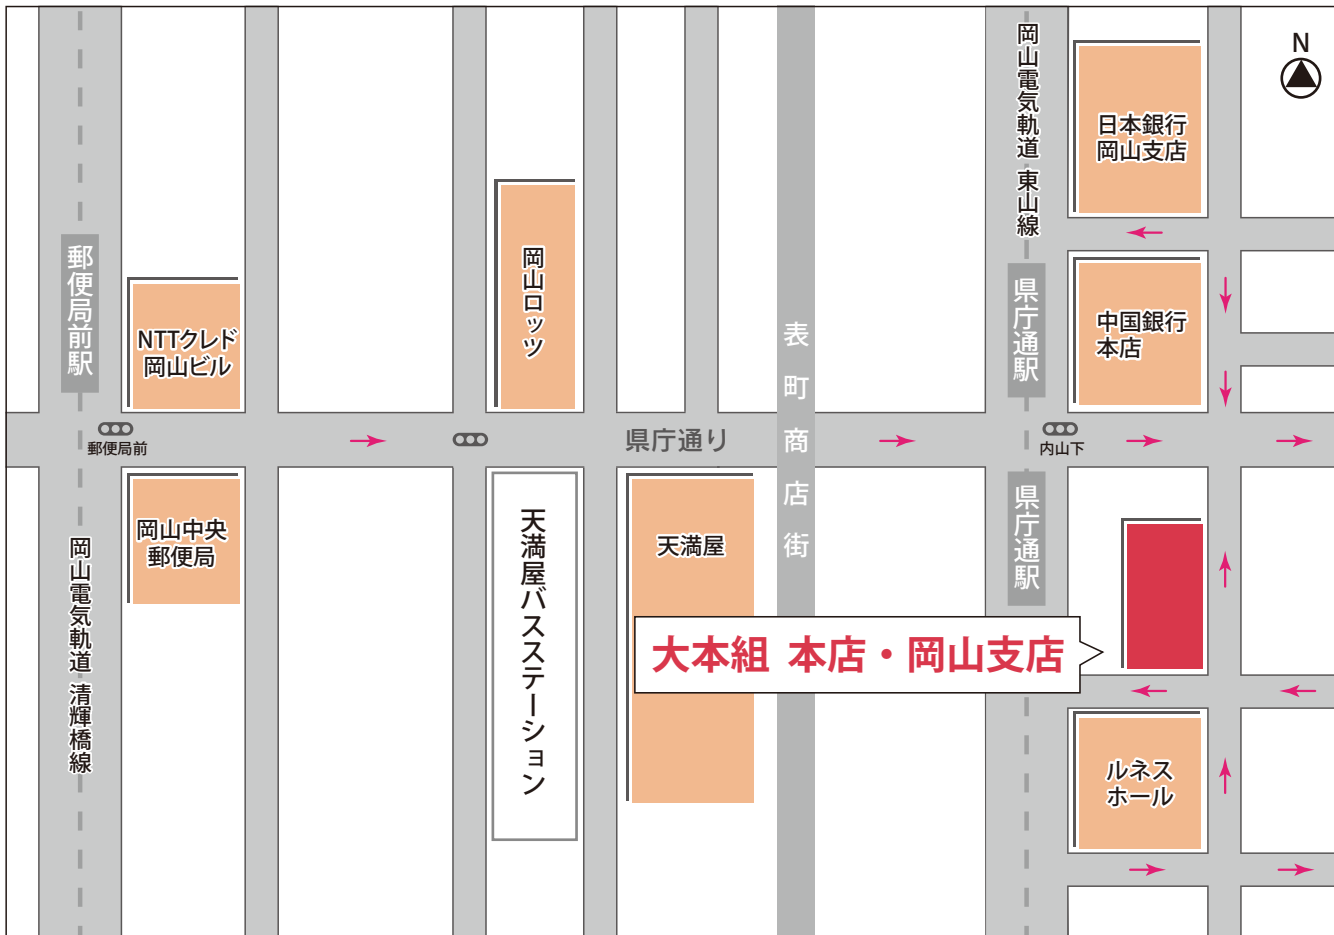 岡山電気軌道 東山線
N
日本銀行
岡山支店
郵便局前駅
NTTクレド
岡山ビル
岡山ロッツ
表町商店街
県庁通駅
中国銀行
本店
郵便局前
県庁通り
内山下
岡山中央
郵便局
岡山電気軌道 清輝橋線
天満屋バスステーション
天満屋
県庁通駅
大本組 本店・岡山支店
ルネス
ホール